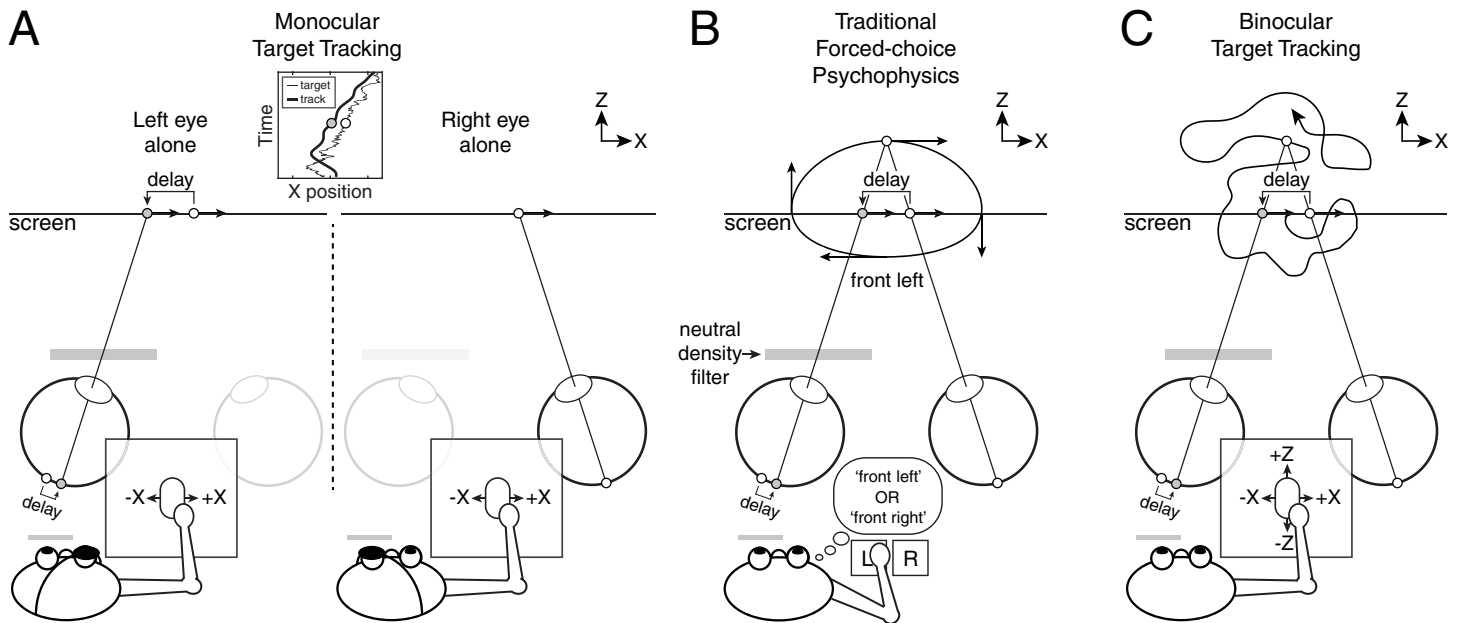 A
Monocular
Target Tracking
target
track
Time
X position
Left eye
alone
Right eye
alone
delay
screen
delay
-X
+X
-X
+X
B
Traditional
Forced-choice
Psychophysics
Z
X
Z
X
delay
screen
front left
neutral
density
filter
delay
'front left'
OR
'front right'
L
R
C
Binocular
Target Tracking
Z
X
delay
screen
delay
+Z
-X
+X
-Z